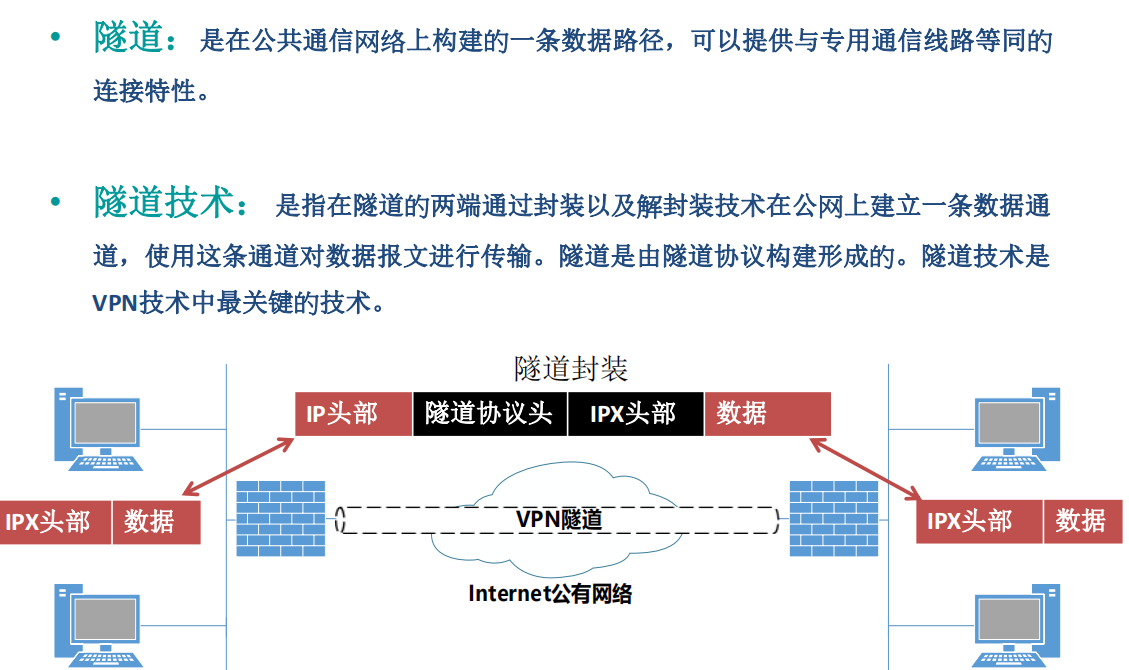 • 隧道： 是在公共通信网络上构建的一条数据路径，可以提供与专用通信线路等同的
连接特性。
• 隧道技术： 是指在隧道的两端通过封装以及解封装技术在公网上建立一条数据通
道，使用这条通道对数据报文进行传输。隧道是由隧道协议构建形成的。隧道技术是
VPN技术中最关键的技术。
隧道封装
IP头部 隧道协议头 IPX头部 数据
IPX头部 数据
VPN隧道
IPX头部 数据
Internet公有网络